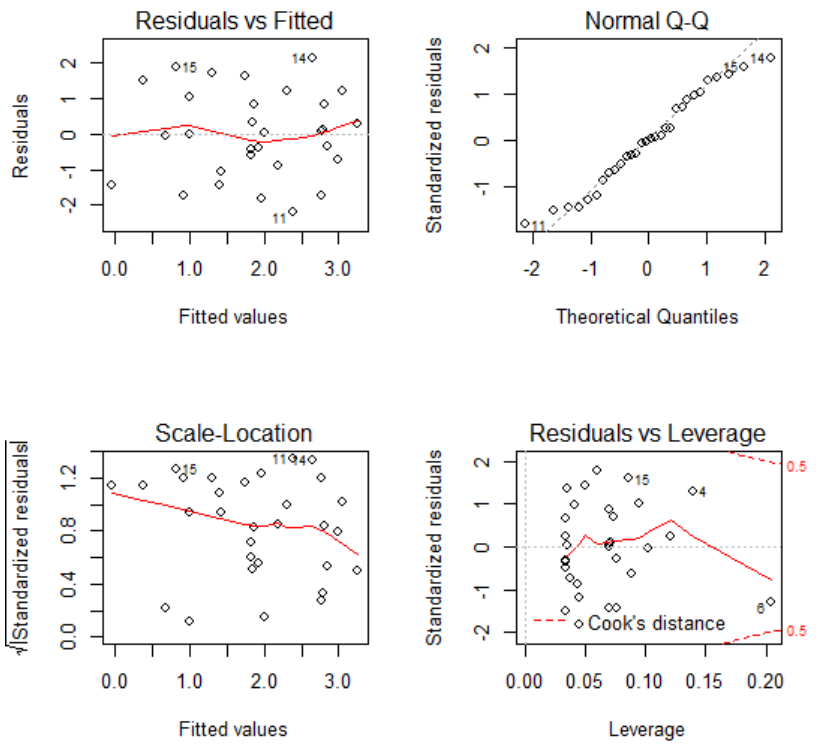 Residuals vs Fitted
Residuals
2
1
0
-1
-2
15
14
11
0.0 1.0 2.0 3.0
Fitted values
Normal Q-Q
Standardized residuals
2
1
0
-1
15
14
11
-2 -1 0 1 2
Theoretical Quantiles
Scale-Location
√|Standardized residuals|
1.2
0.8
0.4
0.0
15
11
14
0.0 1.0 2.0 3.0
Fitted values
Residuals vs Leverage
Standardized residuals
2
1
0
-1
-2
0.5
15
4
6
Cook's distance
0.5
0.00 0.05 0.10 0.15 0.20
Leverage